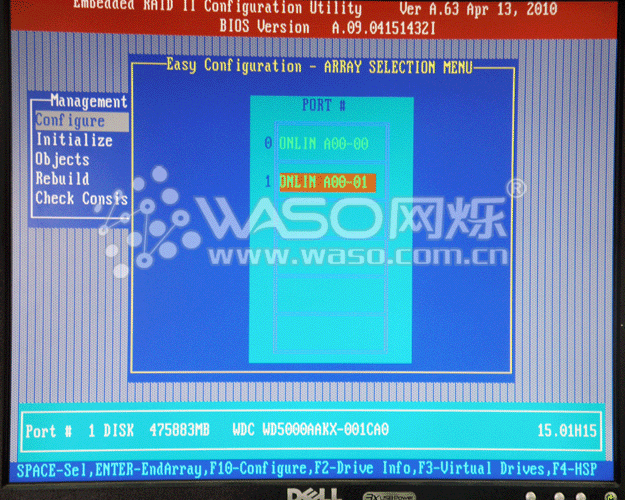 Embedded RAID II Configuration Utility Ver A.63 Apr 13, 2010
BIOS Version A.09.04151432I
Easy Configuration - ARRAY SELECTION MENU
Management
Configure
Initialize
Objects
Rebuild
Check Consis
PORT #
0 ONLIN A00-00
1 ONLIN A00-01
WASO网烁®
www.waso.com.cn
Port # 1 DISK 475883MB WDC WD5000AAKX-001CA0 15.01H15
SPACE-Sel,ENTER-EndArray,F10-Configure,F2-Drive Info,F3-Virtual Drives,F4-HSP
DELL